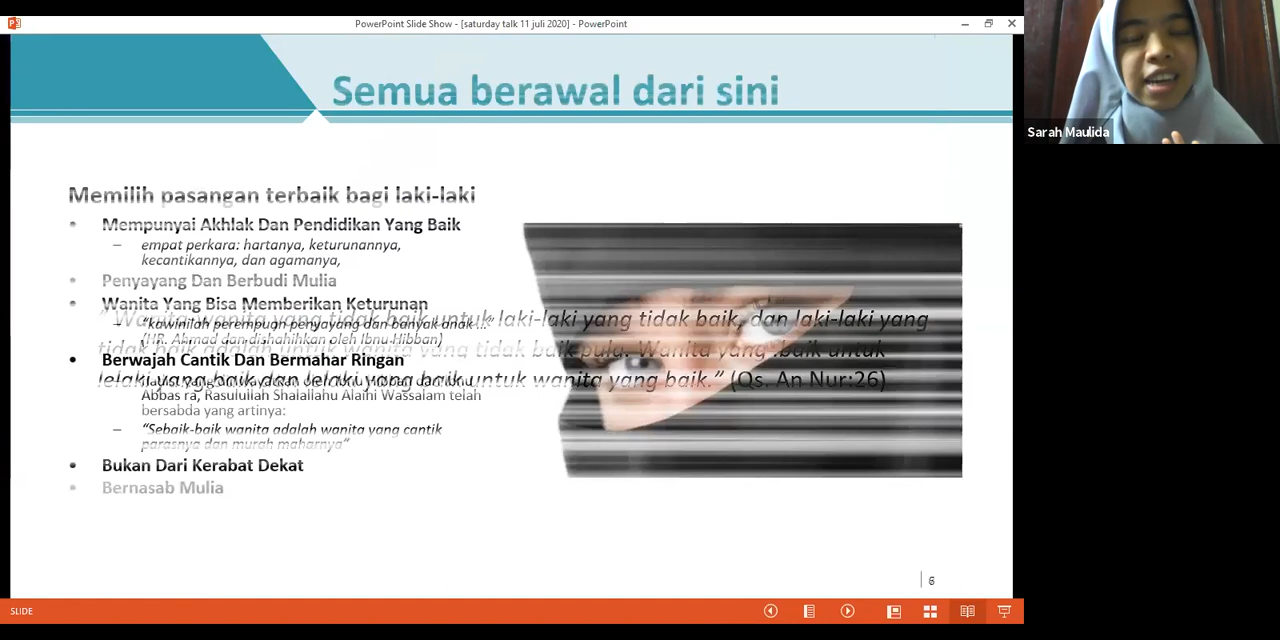 PowerPoint Slide Show - [saturday talk 11 juli 2020] - PowerPoint
Sarah Maulida
Semua berawal dari sini
Memilih pasangan terbaik bagi laki-laki
• Mempunyai Akhlak Dan Pendidikan Yang Baik
– empat perkara: hartanya, keturunannya,
kecantikannya, dan agamanya,
• Penyayang Dan Berbudi Mulia
• Wanita Yang Bisa Memberikan Keturunan
– "kawinilah perempuan penyayang dan banyak anak ..."
(HR. Ahmad dan dishahihkan oleh Ibnu Hibban)
• Berwajah Cantik Dan Bermahar Ringan
Abbas ra, Rasulullah Shalallahu Alaihi Wassalam telah
bersabda yang artinya:
– "Sebaik-baik wanita adalah wanita yang cantik
parasnya dan murah maharnya"
• Bukan Dari Kerabat Dekat
• Bernasab Mulia
" Wanita-wanita yang tidak baik untuk laki-laki yang tidak baik, dan laki-laki yang
tidak baik adalah untuk wanita yang tidak baik pula. Wanita yang baik untuk
lelaki yang baik dan lelaki yang baik untuk wanita yang baik." (Qs. An Nur:26)
6
SLIDE